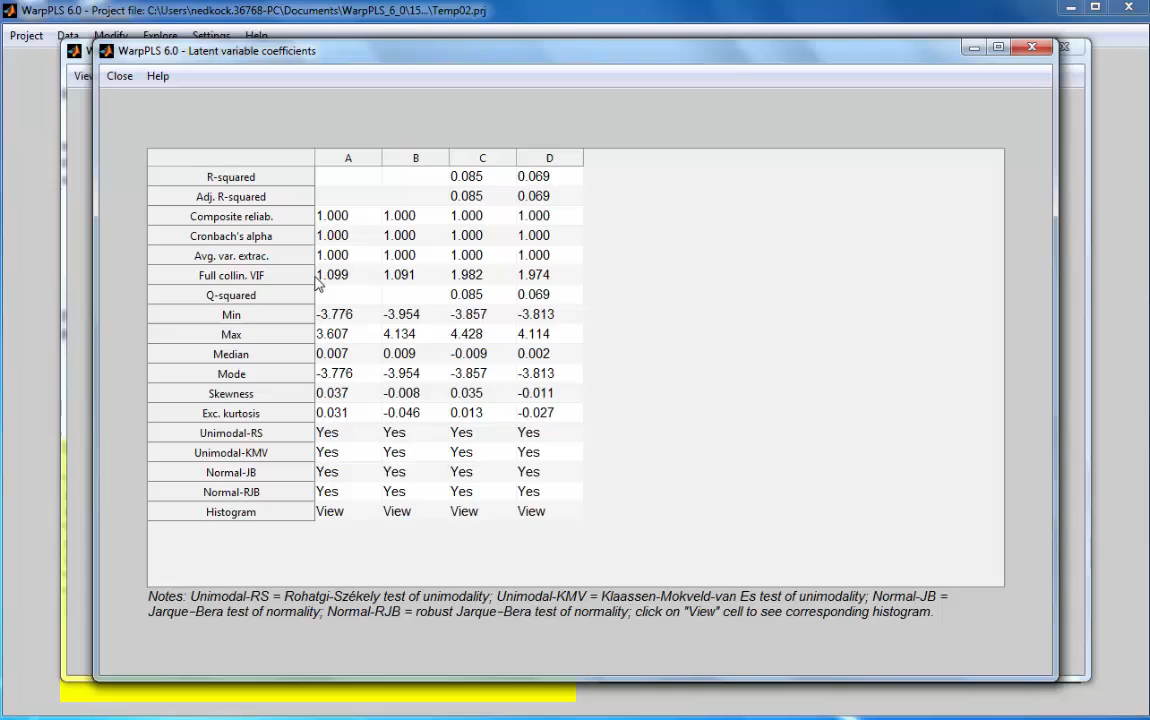 WarpPLS 6.0 - Project file: C:\Users\nedkock.36768-PC\Documents\WarpPLS_6_0\15...\Temp02.prj
Project Data Modify Explore Settings Help
WarpPLS 6.0 - Latent variable coefficients
View
Close Help
A B C D
R-squared 0.085 0.069
Adj. R-squared 0.085 0.069
Composite reliab. 1.000 1.000 1.000 1.000
Cronbach's alpha 1.000 1.000 1.000 1.000
Avg. var. extrac. 1.000 1.000 1.000 1.000
Full collin. VIF 1.099 1.091 1.982 1.974
Q-squared 0.085 0.069
Min -3.776 -3.954 -3.857 -3.813
Max 3.607 4.134 4.428 4.114
Median 0.007 0.009 -0.009 0.002
Mode -3.776 -3.954 -3.857 -3.813
Skewness 0.037 -0.008 0.035 -0.011
Exc. kurtosis 0.031 -0.046 0.013 -0.027
Unimodal-RS Yes Yes Yes Yes
Unimodal-KMV Yes Yes Yes Yes
Normal-JB Yes Yes Yes Yes
Normal-RJB Yes Yes Yes Yes
Histogram View View View View
Notes: Unimodal-RS = Rohatgi-Székely test of unimodality; Unimodal-KMV = Klaassen-Mokveld-van Es test of unimodality; Normal-JB =
Jarque–Bera test of normality; Normal-RJB = robust Jarque–Bera test of normality; click on "View" cell to see corresponding histogram.